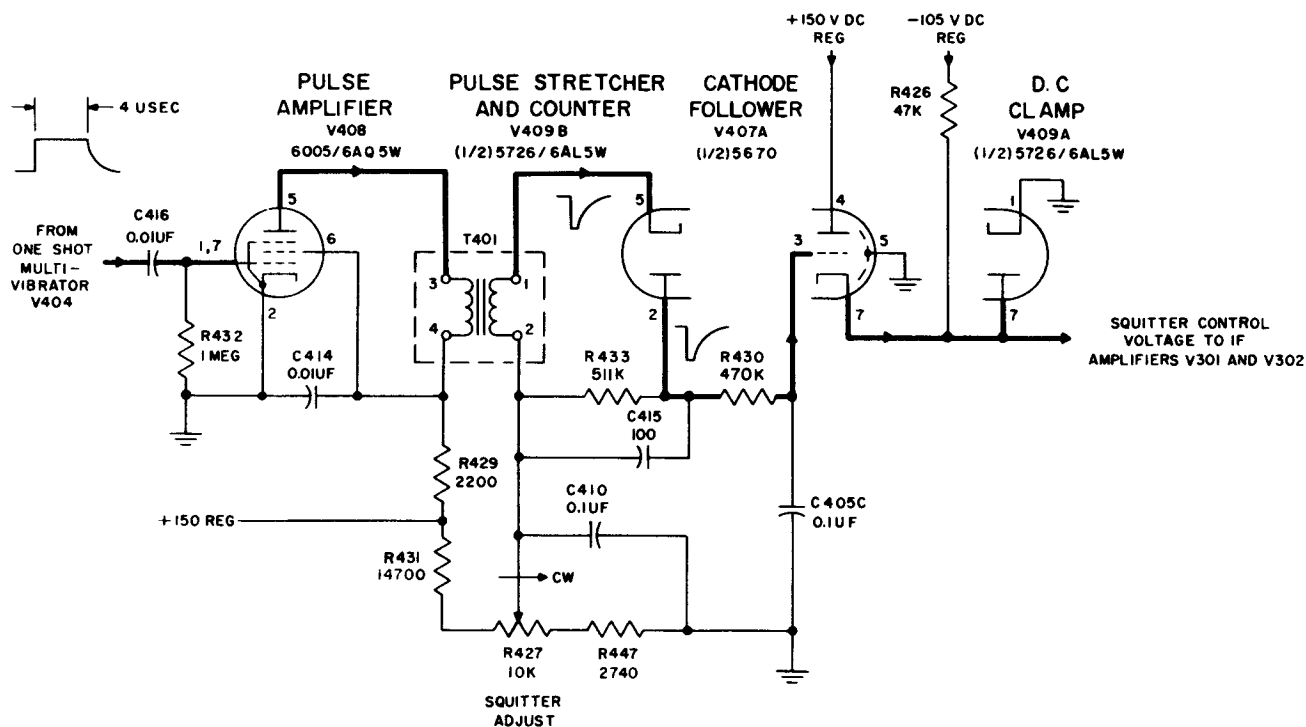 +150 V DC
REG
-105 V DC
REG
4 USEC
PULSE
AMPLIFIER
V408
6005/6AQ5W
PULSE STRETCHER
AND COUNTER
V409B
(1/2)5726/6AL5W
CATHODE
FOLLOWER
V407A
(1/2)5670
R426
47K
D.C
CLAMP
V409A
(1/2)5726/6AL5W
FROM
ONE SHOT
MULTI-
VIBRATOR
V404
C416
0.01UF
1,7
5
6
2
R432
1 MEG
C414
0.01UF
T401
3
4
1
2
5
2
R433
511K
C415
100
R430
470K
4
3
5
7
1
7
SQUITTER CONTROL
VOLTAGE TO IF
AMPLIFIERS V301 AND V302
R429
2200
+150 REG
R431
14700
C410
0.1UF
C405C
0.1UF
CW
R427
10K
R447
2740
SQUITTER
ADJUST